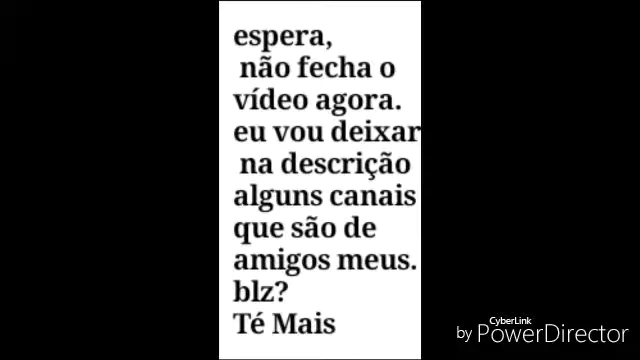 espera,
não fecha o
vídeo agora.
eu vou deixar
na descrição
alguns canais
que são de
amigos meus.
blz?
Té Mais
CyberLink
by PowerDirector